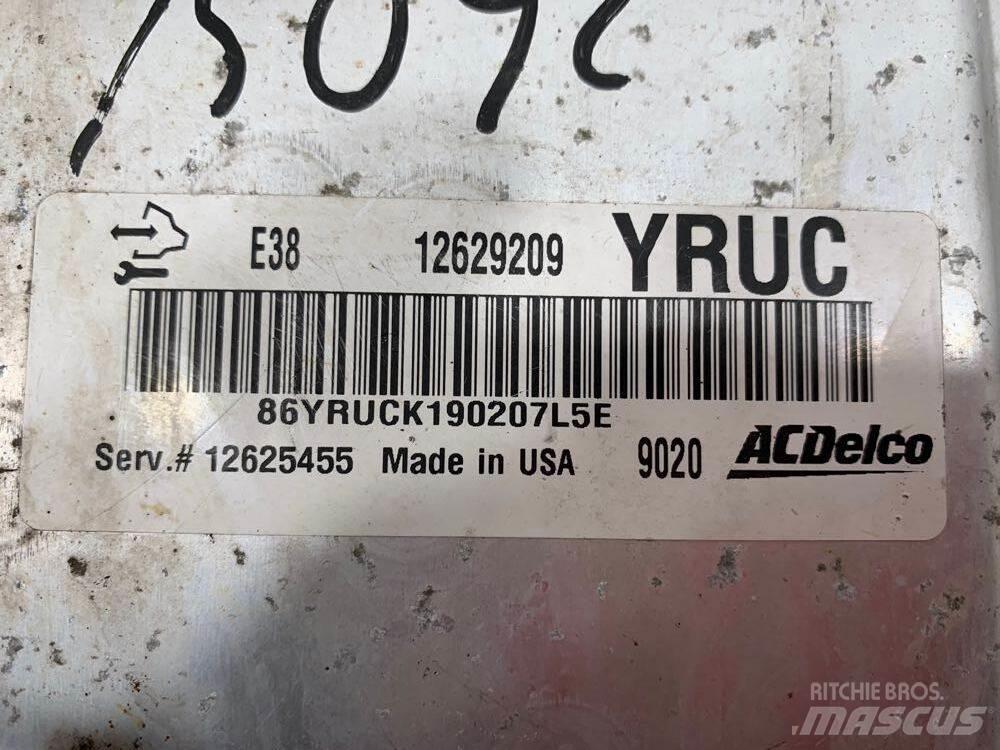 E38 12629209 YRUC
86YRUCK190207L5E
Serv.# 12625455 Made in USA 9020 ACDelco
RITCHIE BROS.
MASCUS